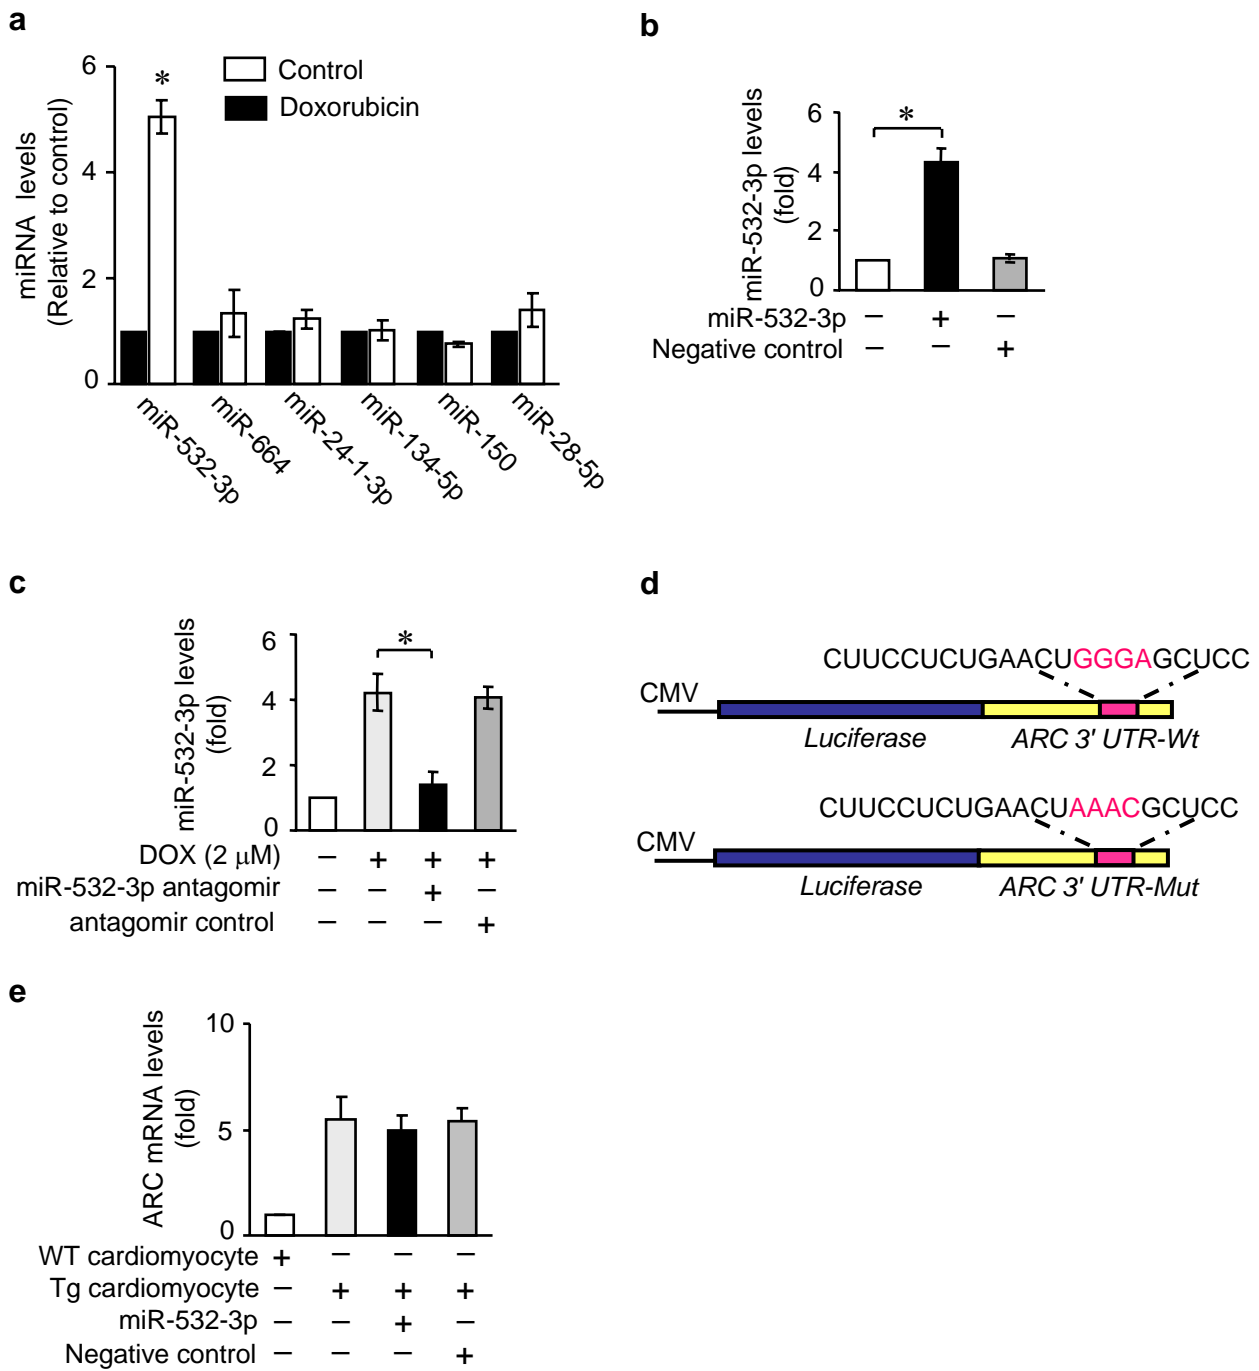 a
miRNA levels
(Relative to control)
6
4
2
0
*
Control
Doxorubicin
miR-532-3p
miR-664
miR-24-1-3p
miR-134-5p
miR-150
miR-28-5p
b
miR-532-3p levels
(fold)
6
4
2
0
*
miR-532-3p – + –
Negative control – – +
c
miR-532-3p levels
(fold)
6
4
2
0
*
DOX (2 μM) – + + +
miR-532-3p antagomir – – + –
antagomir control – – – +
d
CUUCCUCUGAACUGGGAGCUCC
CMV
Luciferase ARC 3' UTR-Wt
CUUCCUCUGAACUAAACGCUCC
CMV
Luciferase ARC 3' UTR-Mut
e
ARC mRNA levels
(fold)
10
5
0
WT cardiomyocyte + – – –
Tg cardiomyocyte – + + +
miR-532-3p – – + –
Negative control – – – +